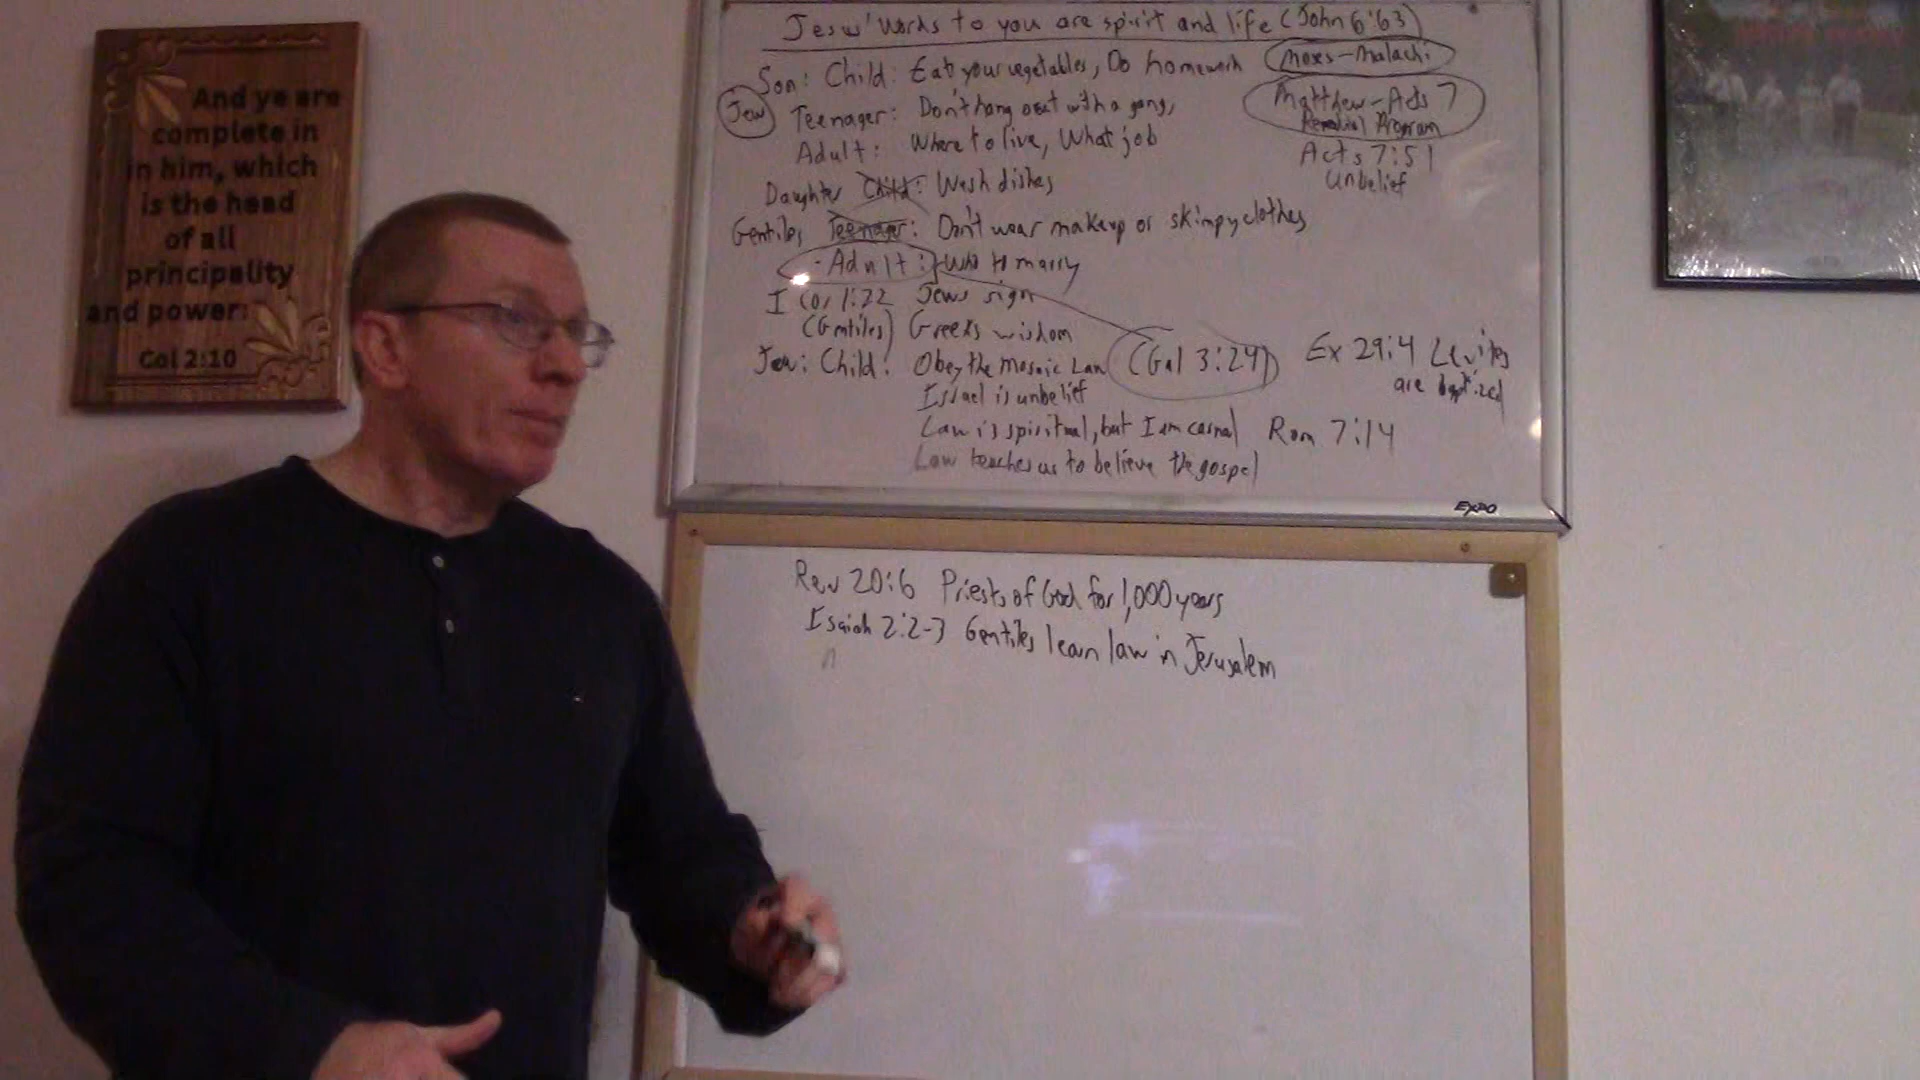 And ye are
complete in
in him, which
is the head
of all
principality
and power:
Col 2:10
Jesus' words to you are spirit and life (John 6:63)
Son: Child: Eat your vegetables, Do homework
Moses-Malachi
Jew
Teenager: Don't hang out with a gang,
Matthew-Acts 7
Remedial Program
Adult: Where to live, What job
Acts 7:51
Unbelief
Daughter Child: Wash dishes
Gentiles Teenager: Don't wear makeup or skimpy clothes
Adult: Who to marry
I Cor 1:22 Jews sign
(Gentiles) Greeks wisdom
Jew: Child: Obey the Mosaic Law (Gal 3:24) Ex 29:4 Levites
are baptized
Israel is unbelief
Law is spiritual, but I am carnal Rom 7:14
Law teaches us to believe the gospel
EXPO
Rev 20:6 Priests of God for 1,000 years
Isaiah 2:2-3 Gentiles learn law in Jerusalem